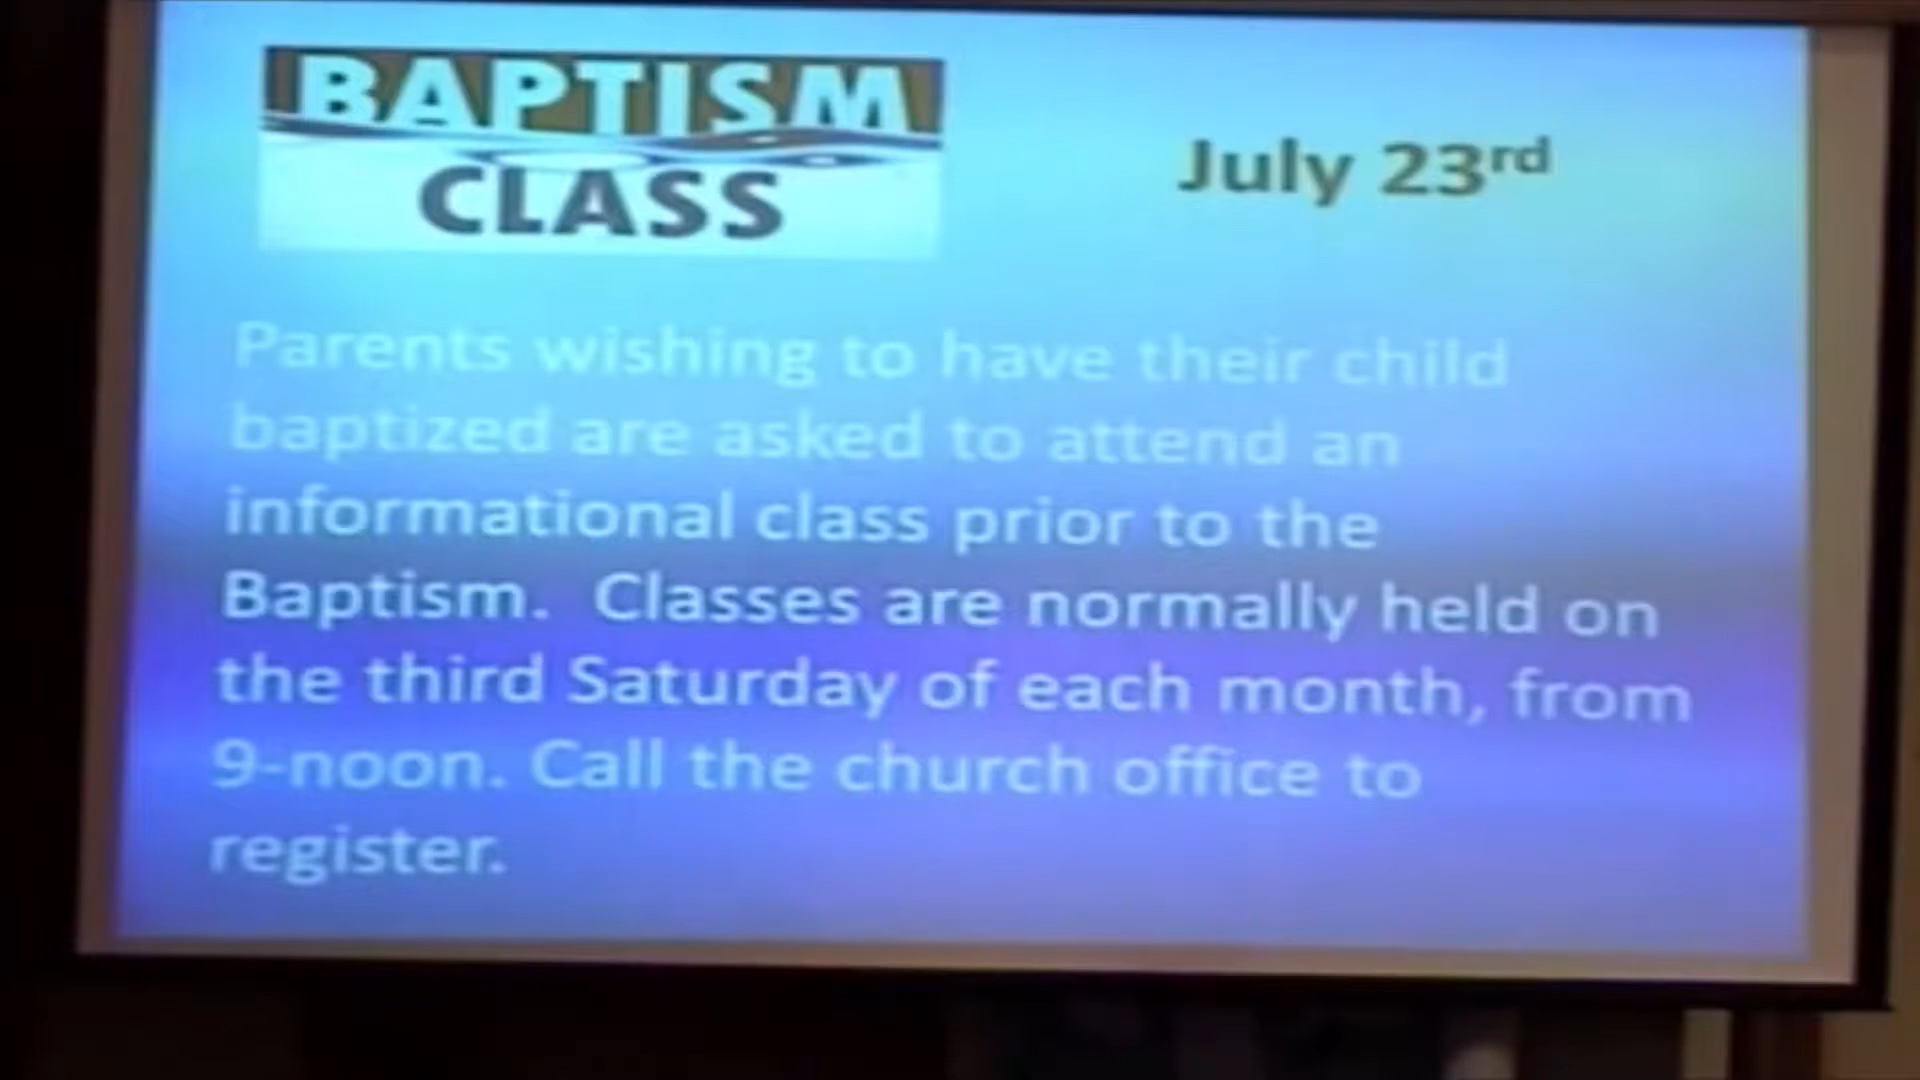 BAPTISM
CLASS
July 23rd
Parents wishing to have their child
baptized are asked to attend an
informational class prior to the
Baptism.  Classes are normally held on
the third Saturday of each month, from
9-noon. Call the church office to
register.